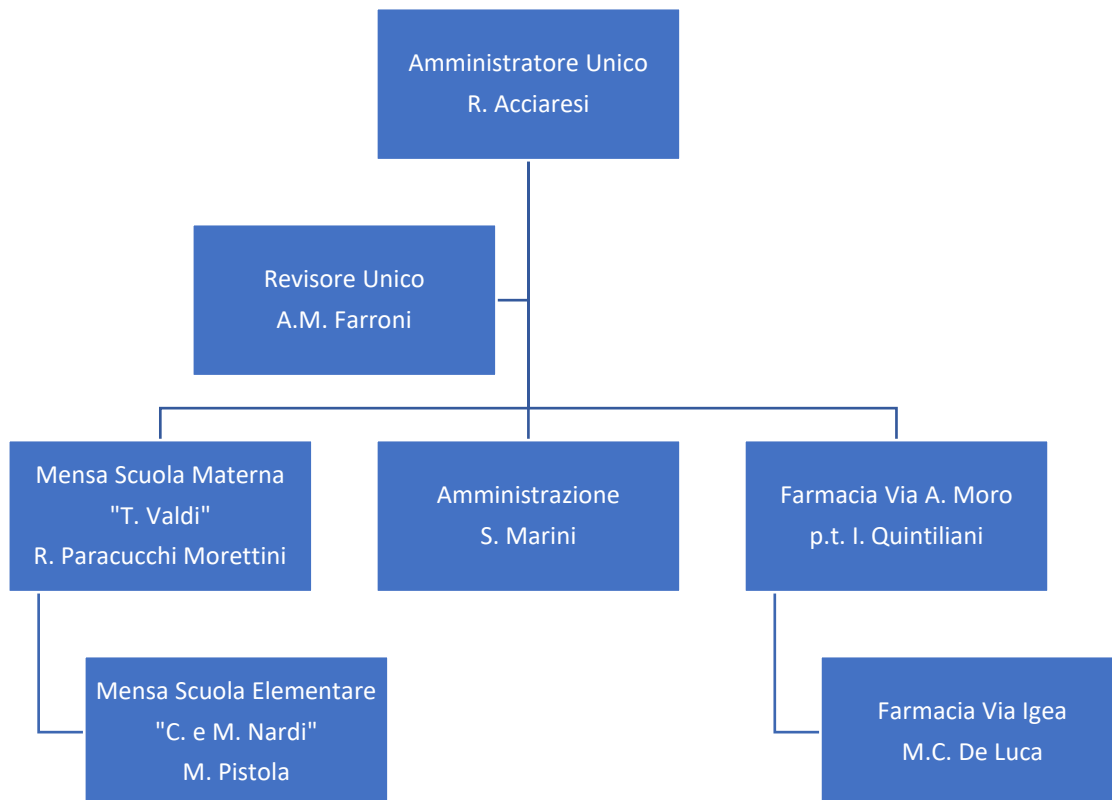 Amministratore Unico
R. Acciaresi
Revisore Unico
A.M. Farroni
Mensa Scuola Materna
"T. Valdi"
R. Paracucchi Morettini
Amministrazione
S. Marini
Farmacia Via A. Moro
p.t. I. Quintiliani
Mensa Scuola Elementare
"C. e M. Nardi"
M. Pistola
Farmacia Via Igea
M.C. De Luca